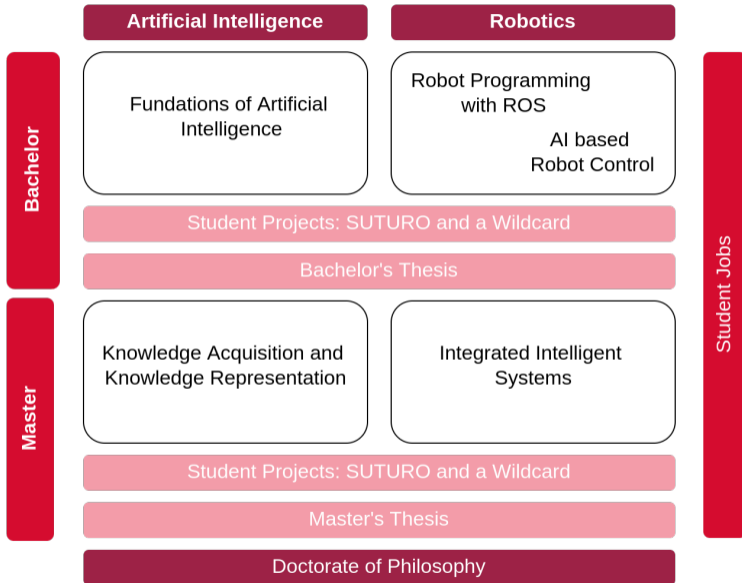 Artificial Intelligence
Robotics
Bachelor
Fundations of Artificial
Intelligence
Robot Programming
with ROS
AI based
Robot Control
Student Projects: SUTURO and a Wildcard
Bachelor's Thesis
Student Jobs
Master
Knowledge Acquisition and
Knowledge Representation
Integrated Intelligent
Systems
Student Projects: SUTURO and a Wildcard
Master's Thesis
Doctorate of Philosophy